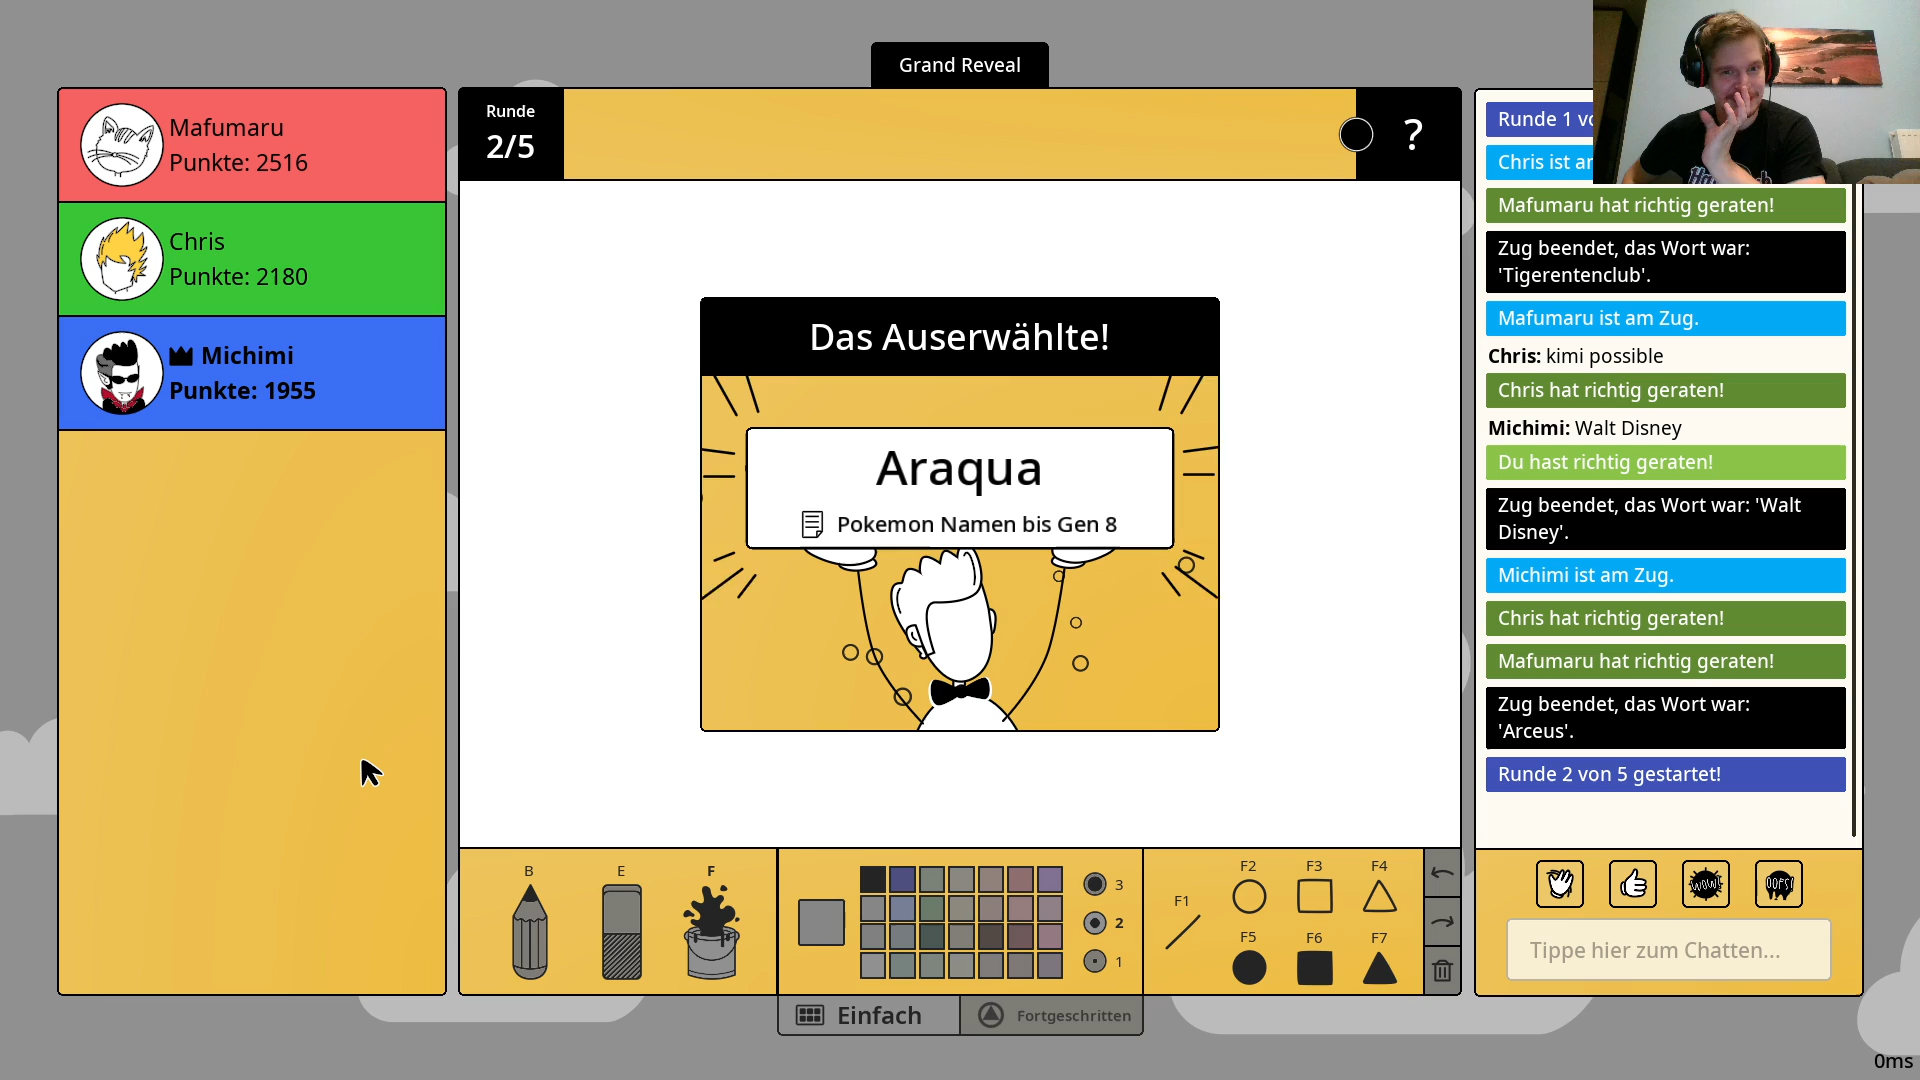 Grand Reveal
Mafumaru
Punkte: 2516
Chris
Punkte: 2180
Michimi
Punkte: 1955
Runde
2/5
?
Das Auserwählte!
Araqua
Pokemon Namen bis Gen 8
Runde 1
Chris ist
Mafumaru hat richtig geraten!
Zug beendet, das Wort war:
'Tigerentenclub'.
Mafumaru ist am Zug.
Chris: kimi possible
Chris hat richtig geraten!
Michimi: Walt Disney
Du hast richtig geraten!
Zug beendet, das Wort war: 'Walt
Disney'.
Michimi ist am Zug.
Chris hat richtig geraten!
Mafumaru hat richtig geraten!
Zug beendet, das Wort war:
'Arceus'.
Runde 2 von 5 gestartet!
B
E
F
3
2
1
F1
F2
F3
F4
F5
F6
F7
WOW!
OOPS!
Tippe hier zum Chatten...
Einfach
Fortgeschritten
0ms